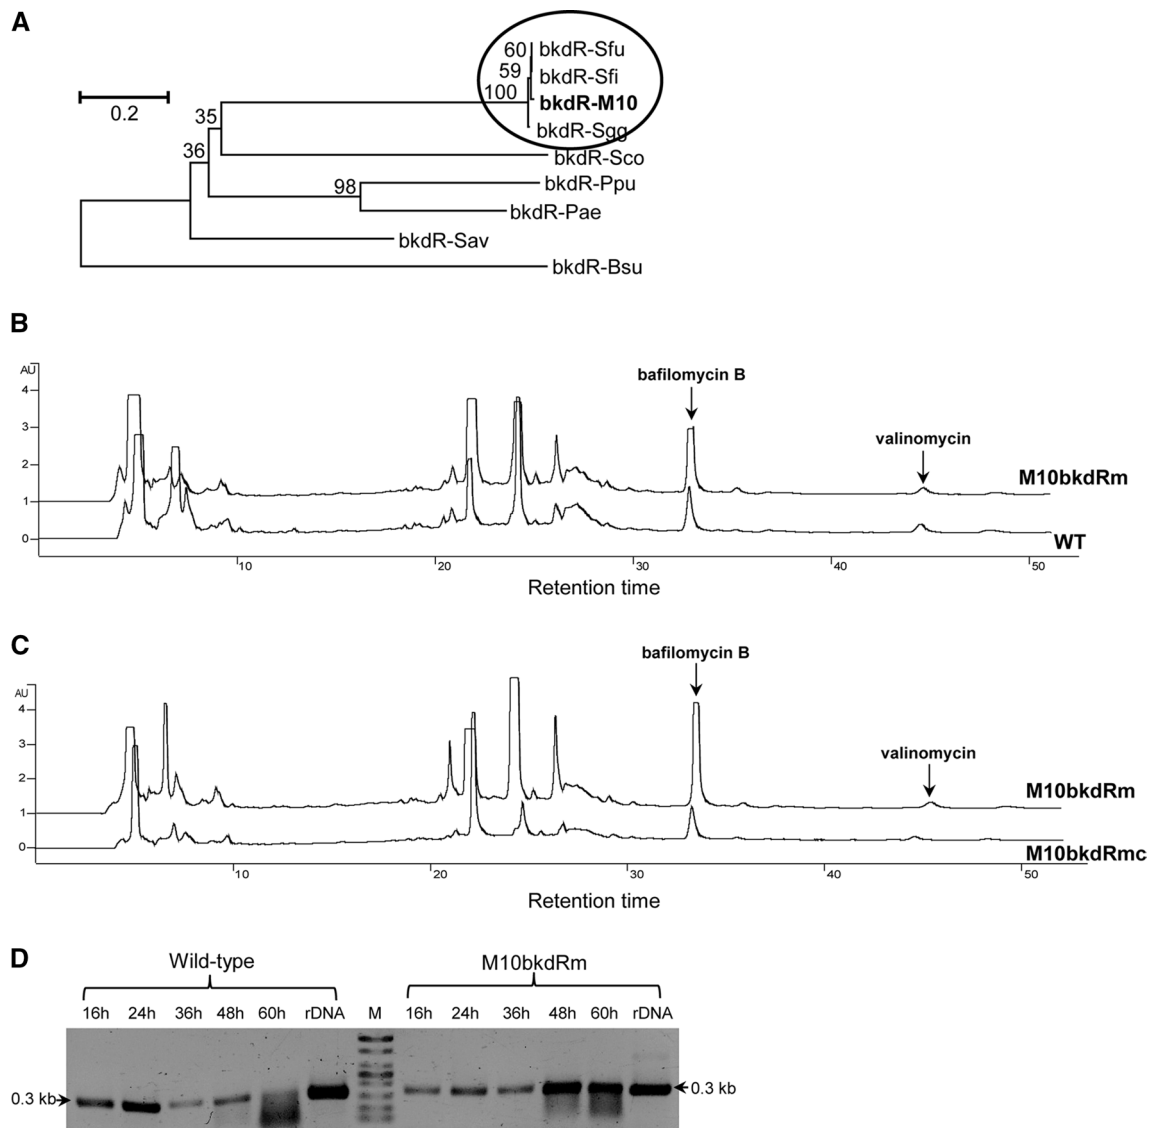 A
60 bkdR-Sfu
59 bkdR-Sfi
100 bkdR-M10
bkdR-Sgg
0.2
35
bkdR-Sco
36
98 bkdR-Ppu
bkdR-Pae
bkdR-Sav
bkdR-Bsu
B
AU
4
3
2
1
0
bafilomycin B
valinomycin
M10bkdRm
WT
10 20 30 40 50
Retention time
C
AU
4
3
2
1
0
bafilomycin B
valinomycin
M10bkdRm
M10bkdRmc
10 20 30 40 50
Retention time
D
Wild-type M10bkdRm
16h 24h 36h 48h 60h rDNA M 16h 24h 36h 48h 60h rDNA
0.3 kb 0.3 kb